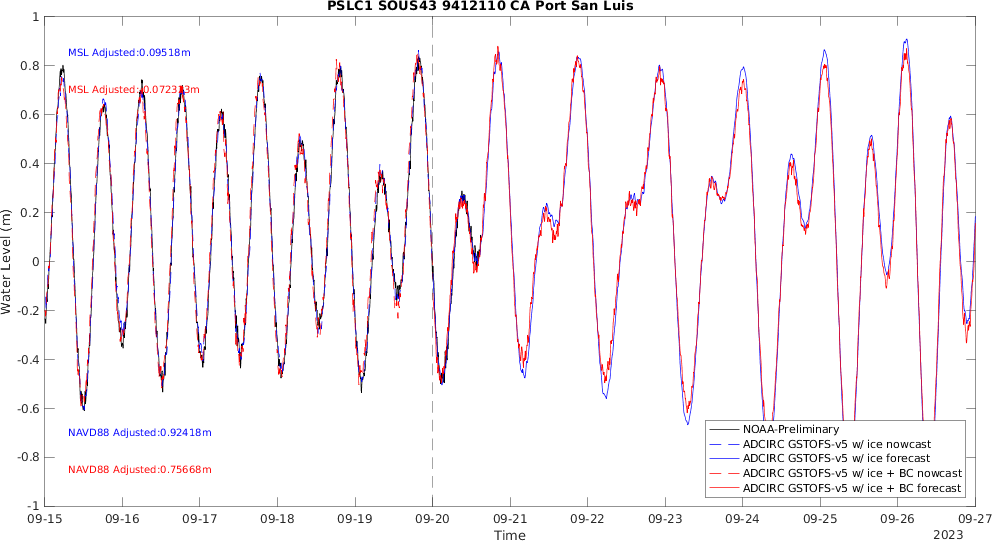 PSLC1 SOUS43 9412110 CA Port San Luis
MSL Adjusted:0.09518m
NAVD88 Adjusted:0.92418m
NAVD88 Adjusted:0.75668m
Water Level (m)
1
0.8
0.6
0.4
0.2
0
-0.2
-0.4
-0.6
-0.8
-1
NOAA-Preliminary
ADCIRC GSTOFS-v5 w/ ice nowcast
ADCIRC GSTOFS-v5 w/ ice forecast
ADCIRC GSTOFS-v5 w/ ice + BC nowcast
ADCIRC GSTOFS-v5 w/ ice + BC forecast
09-15 09-16 09-17 09-18 09-19 09-20 09-21 09-22 09-23 09-24 09-25 09-26 09-27
Time
2023